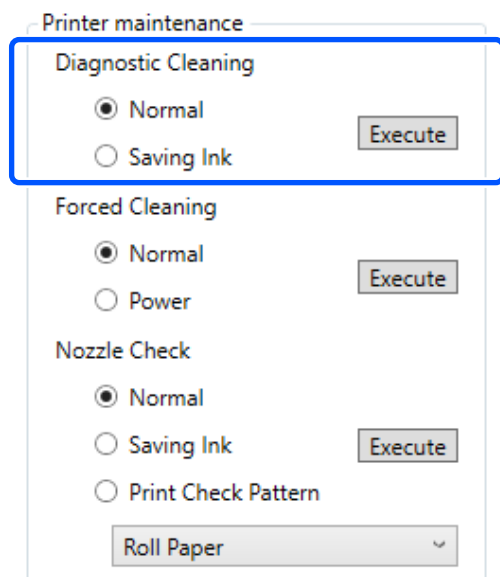 Printer maintenance
Diagnostic Cleaning
Normal
Execute
Saving Ink
Forced Cleaning
Normal
Execute
Power
Nozzle Check
Normal
Saving Ink
Execute
Print Check Pattern
Roll Paper